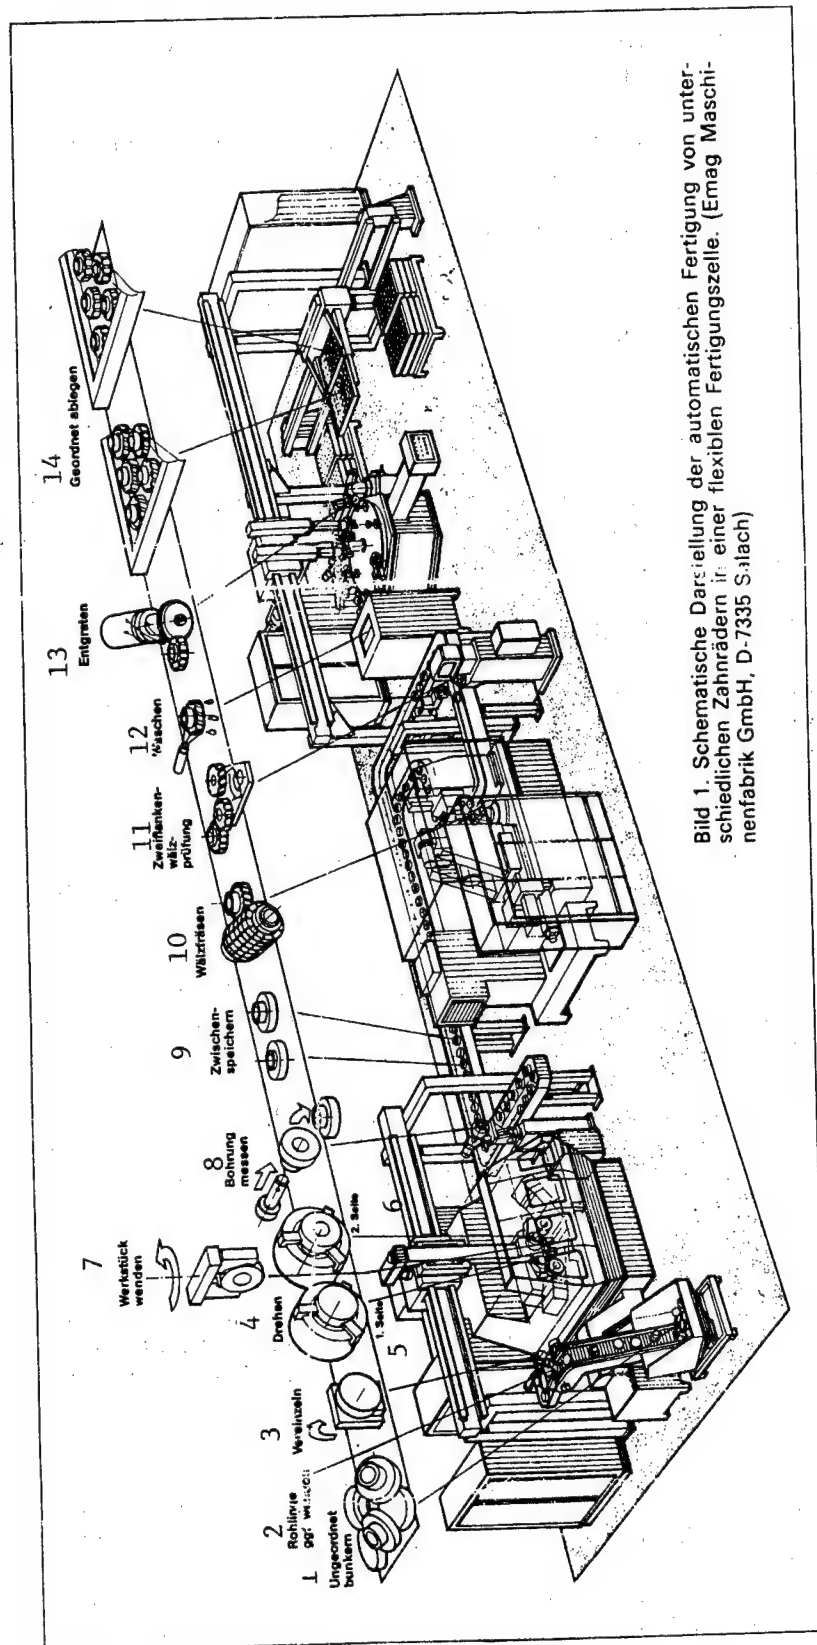 1
Ungeordnet
bunkern
2
Rohlinge
ggf. wenden
3
Vereinzeln
4
Drehen
5
1. Seite
6
2. Seite
7
Werkstück
wenden
8
Bohrung
messen
9
Zwischen-
speichern
10
Wälzfräsen
11
Zweiflanken-
wälz-
prüfung
12
Waschen
13
Entgraten
14
Geordnet ablegen
Bild 1. Schematische Darstellung der automatischen Fertigung von unter-
schiedlichen Zahnrädern in einer flexiblen Fertigungszelle. (Emag Maschi-
nenfabrik GmbH, D-7335 Salach)